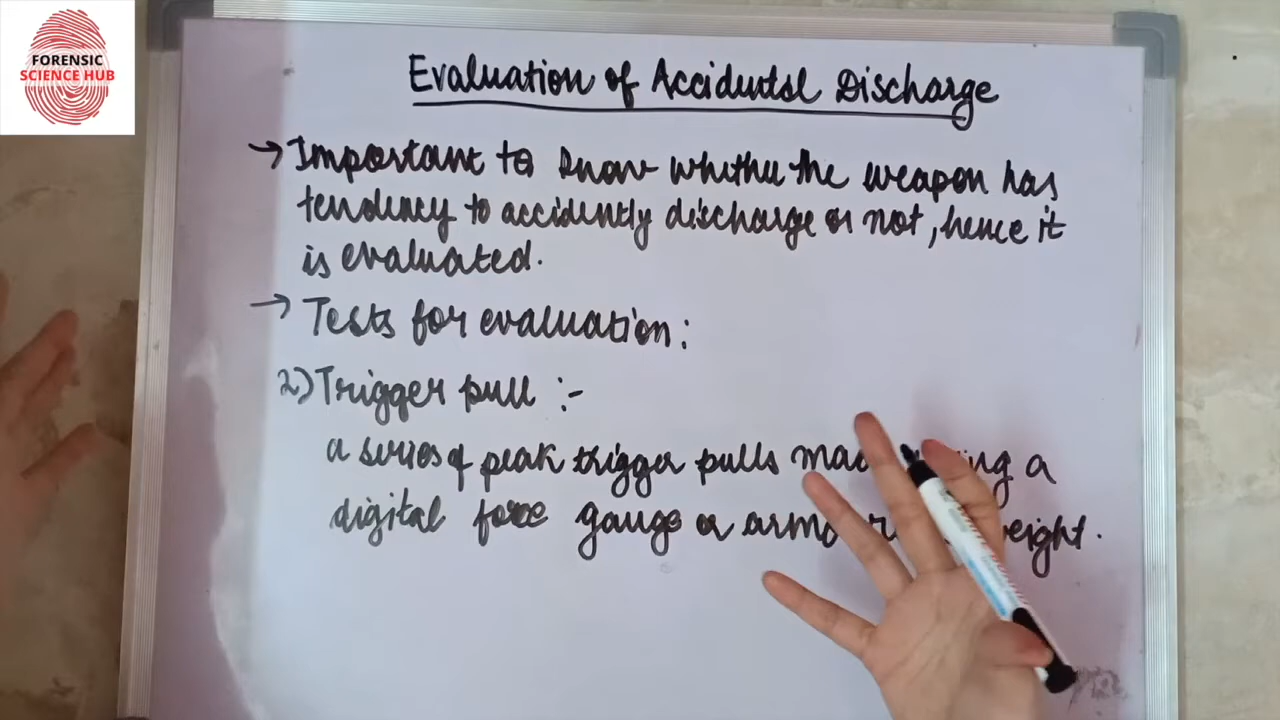 FORENSIC
SCIENCE HUB
Evaluation of Accidental Discharge
→ Important to know whether the weapon has
tendency to accidently discharge or not, hence it
is evaluated.
→ Tests for evaluation:
2) Trigger pull :-
a series of peak trigger pulls a
digital force gauge or